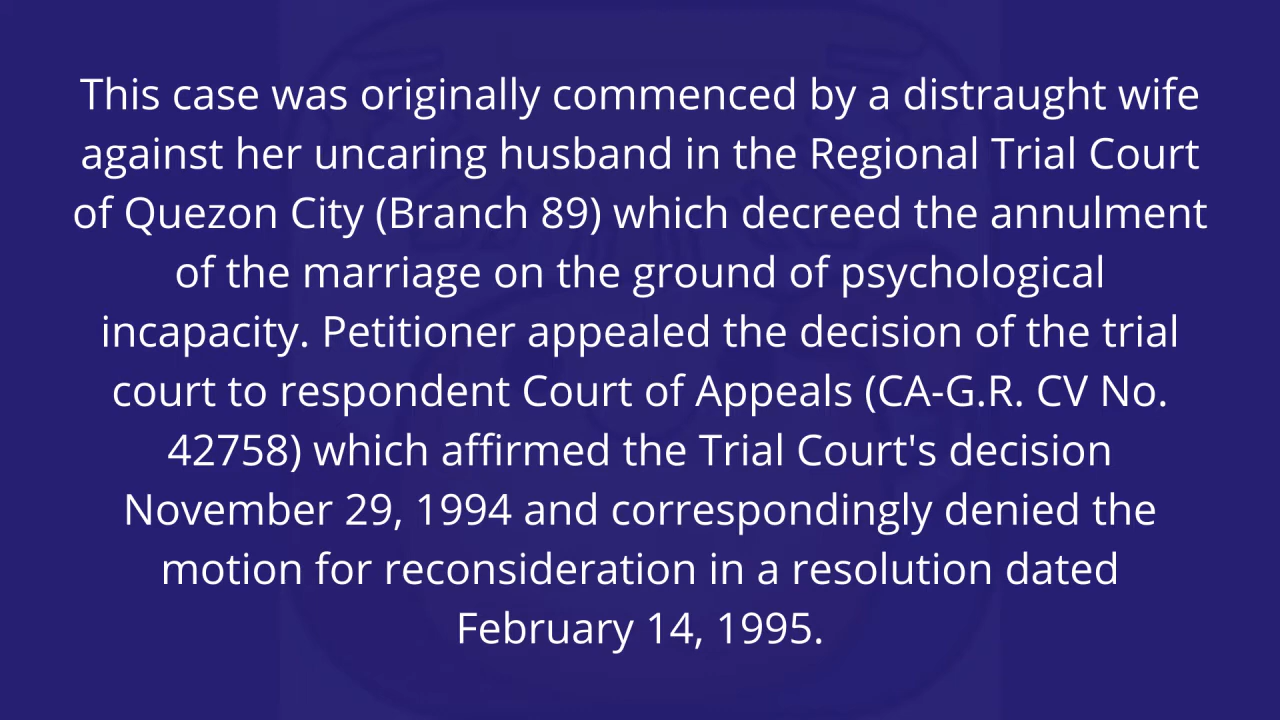 This case was originally commenced by a distraught wife
against her uncaring husband in the Regional Trial Court
of Quezon City (Branch 89) which decreed the annulment
of the marriage on the ground of psychological
incapacity. Petitioner appealed the decision of the trial
court to respondent Court of Appeals (CA-G.R. CV No.
42758) which affirmed the Trial Court's decision
November 29, 1994 and correspondingly denied the
motion for reconsideration in a resolution dated
February 14, 1995.